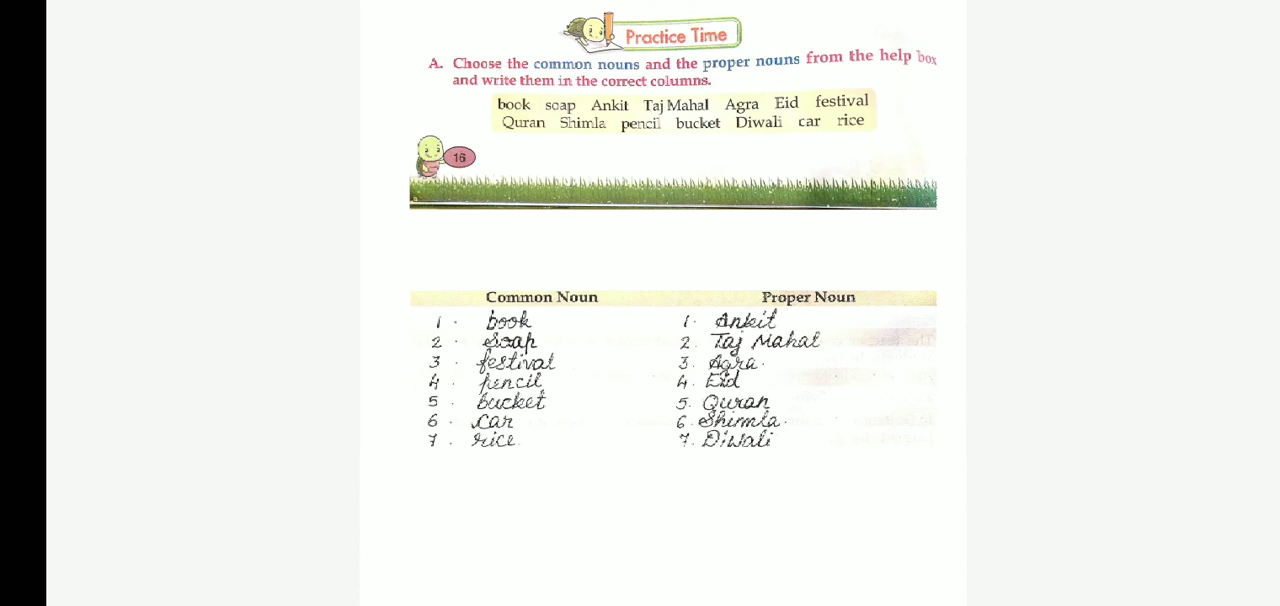 Practice Time
A. Choose the common nouns and the proper nouns from the help box
and write them in the correct columns.
book soap Ankit Taj Mahal Agra Eid festival
Quran Shimla pencil bucket Diwali car rice
16
Common Noun Proper Noun
1. book 1. Ankit
2. soap 2. Taj Mahal
3. festival 3. Agra.
4. pencil 4. Eid
5. bucket 5. Quran
6. car 6. Shimla.
7. rice. 7. Diwali